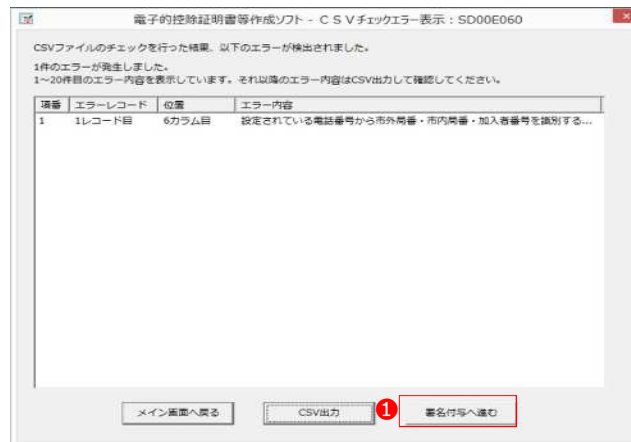 電子的控除証明書等作成ソフト - ＣＳＶチェックエラー表示：SD00E060
CSVファイルのチェックを行った結果、以下のエラーが検出されました。
1件のエラーが発生しました。
1～20件目のエラー内容を表示しています。それ以降のエラー内容はCSV出力して確認してください。
項番 エラーレコード 位置 エラー内容
1 1レコード目 6カラム目 設定されている電話番号から市外局番・市内局番・加入者番号を識別する...
メイン画面へ戻る CSV出力 1 署名付与へ進む